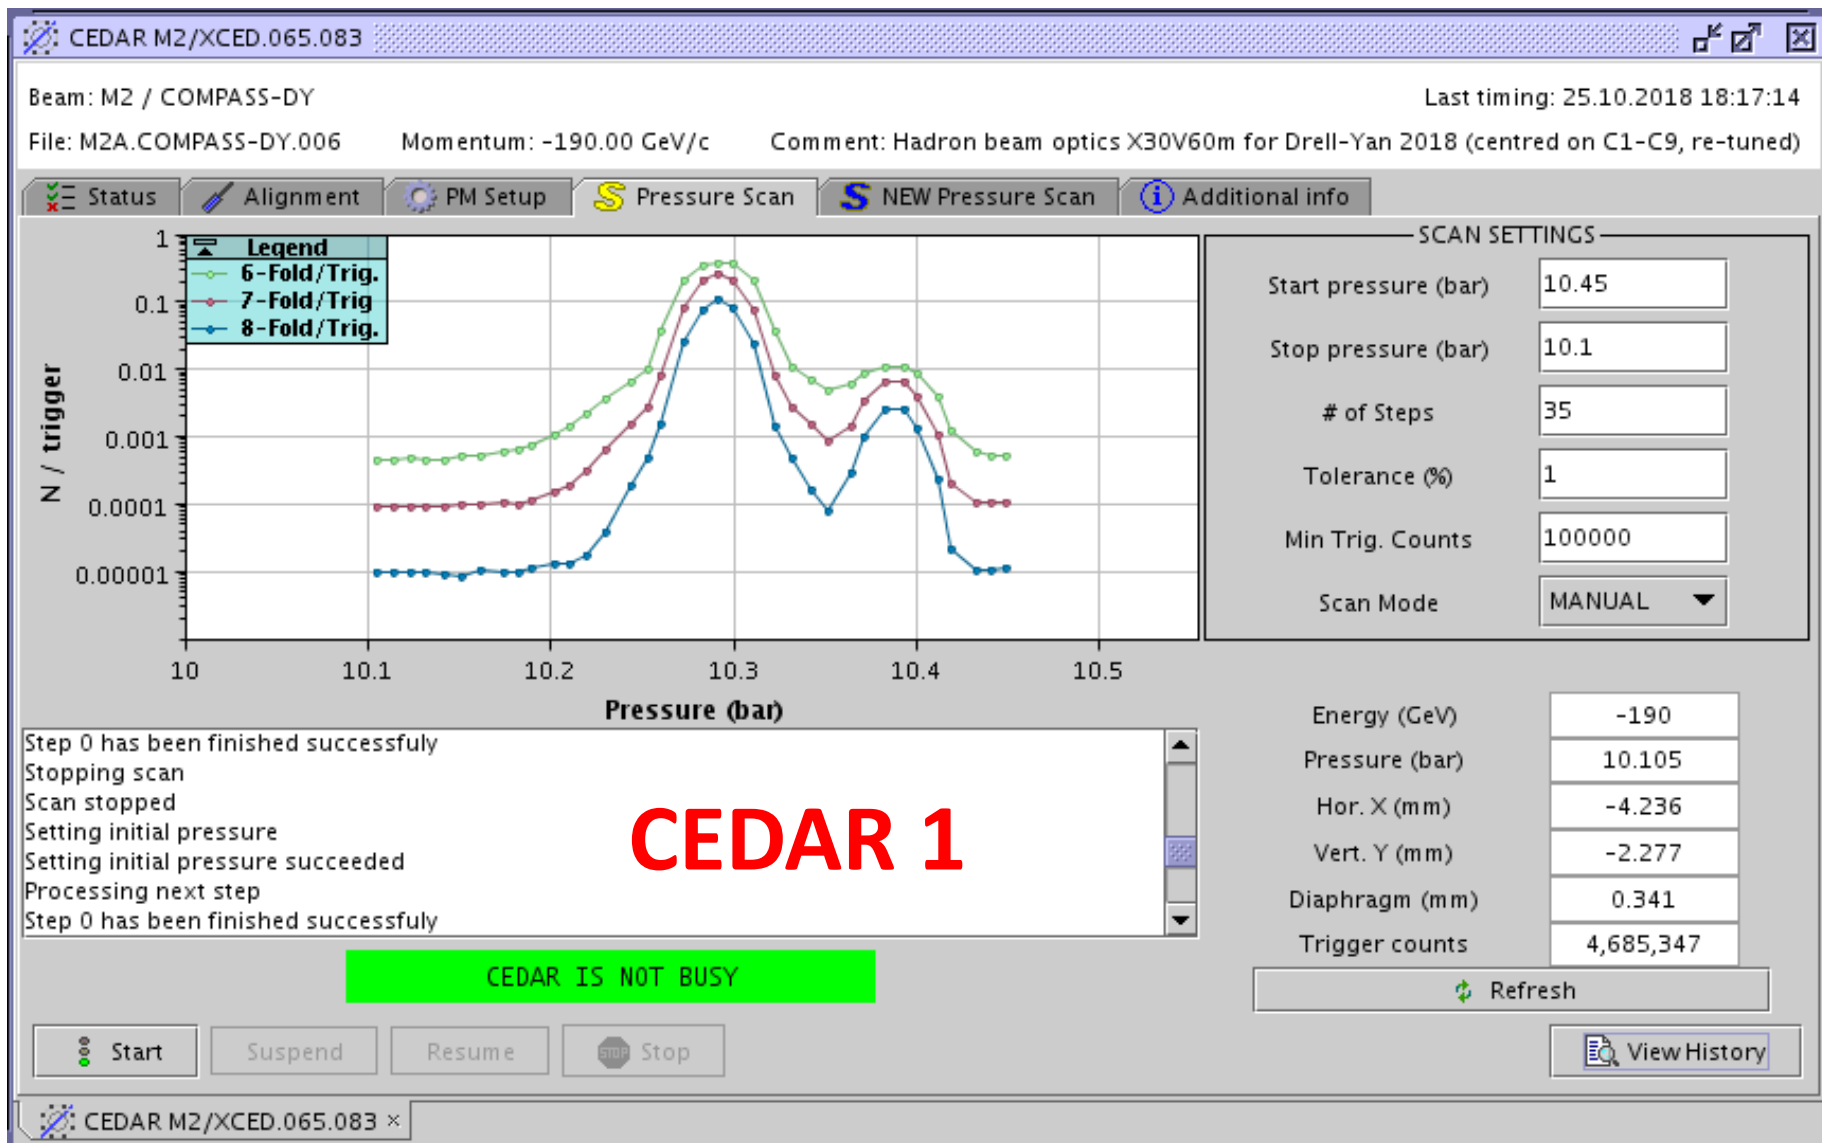 CEDAR M2/XCED.065.083
Beam: M2 / COMPASS-DY
Last timing: 25.10.2018 18:17:14
File: M2A.COMPASS-DY.006 Momentum: -190.00 GeV/c Comment: Hadron beam optics X30V60m for Drell-Yan 2018 (centred on C1-C9, re-tuned)
Status Alignment PM Setup Pressure Scan NEW Pressure Scan Additional info
Legend
6-Fold/Trig.
7-Fold/Trig
8-Fold/Trig.
N / trigger
1
0.1
0.01
0.001
0.0001
0.00001
10 10.1 10.2 10.3 10.4 10.5
Pressure (bar)
SCAN SETTINGS
Start pressure (bar) 10.45
Stop pressure (bar) 10.1
# of Steps 35
Tolerance (%) 1
Min Trig. Counts 100000
Scan Mode MANUAL
Step 0 has been finished successfuly
Stopping scan
Scan stopped
Setting initial pressure
Setting initial pressure succeeded
Processing next step
Step 0 has been finished successfuly
CEDAR 1
Energy (GeV) -190
Pressure (bar) 10.105
Hor. X (mm) -4.236
Vert. Y (mm) -2.277
Diaphragm (mm) 0.341
Trigger counts 4,685,347
CEDAR IS NOT BUSY
Refresh
Start Suspend Resume STOP Stop
View History
CEDAR M2/XCED.065.083 ×